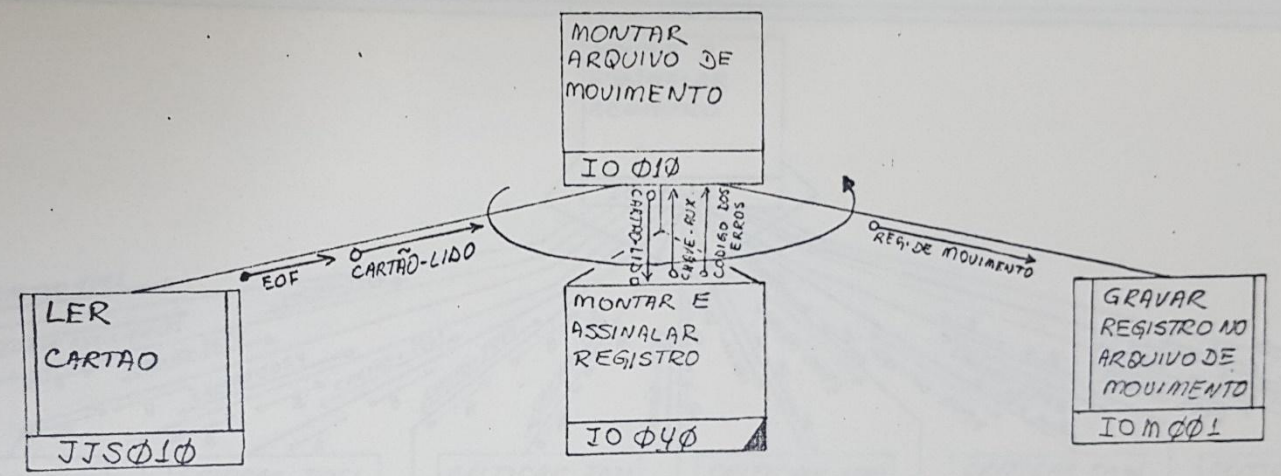 MONTAR
ARQUIVO DE
MOVIMENTO
IO Ø1Ø
EOF
CARTÃO-LIDO
CARTÃO-LIDO
CHAVE-AUX.
CODIGO DOS
ERROS
REG. DE MOVIMENTO
LER
CARTAO
JJSØ1Ø
MONTAR E
ASSINALAR
REGISTRO
IO Ø4Ø
GRAVAR
REGISTRO NO
ARQUIVO DE
MOVIMENTO
IOMØØ1